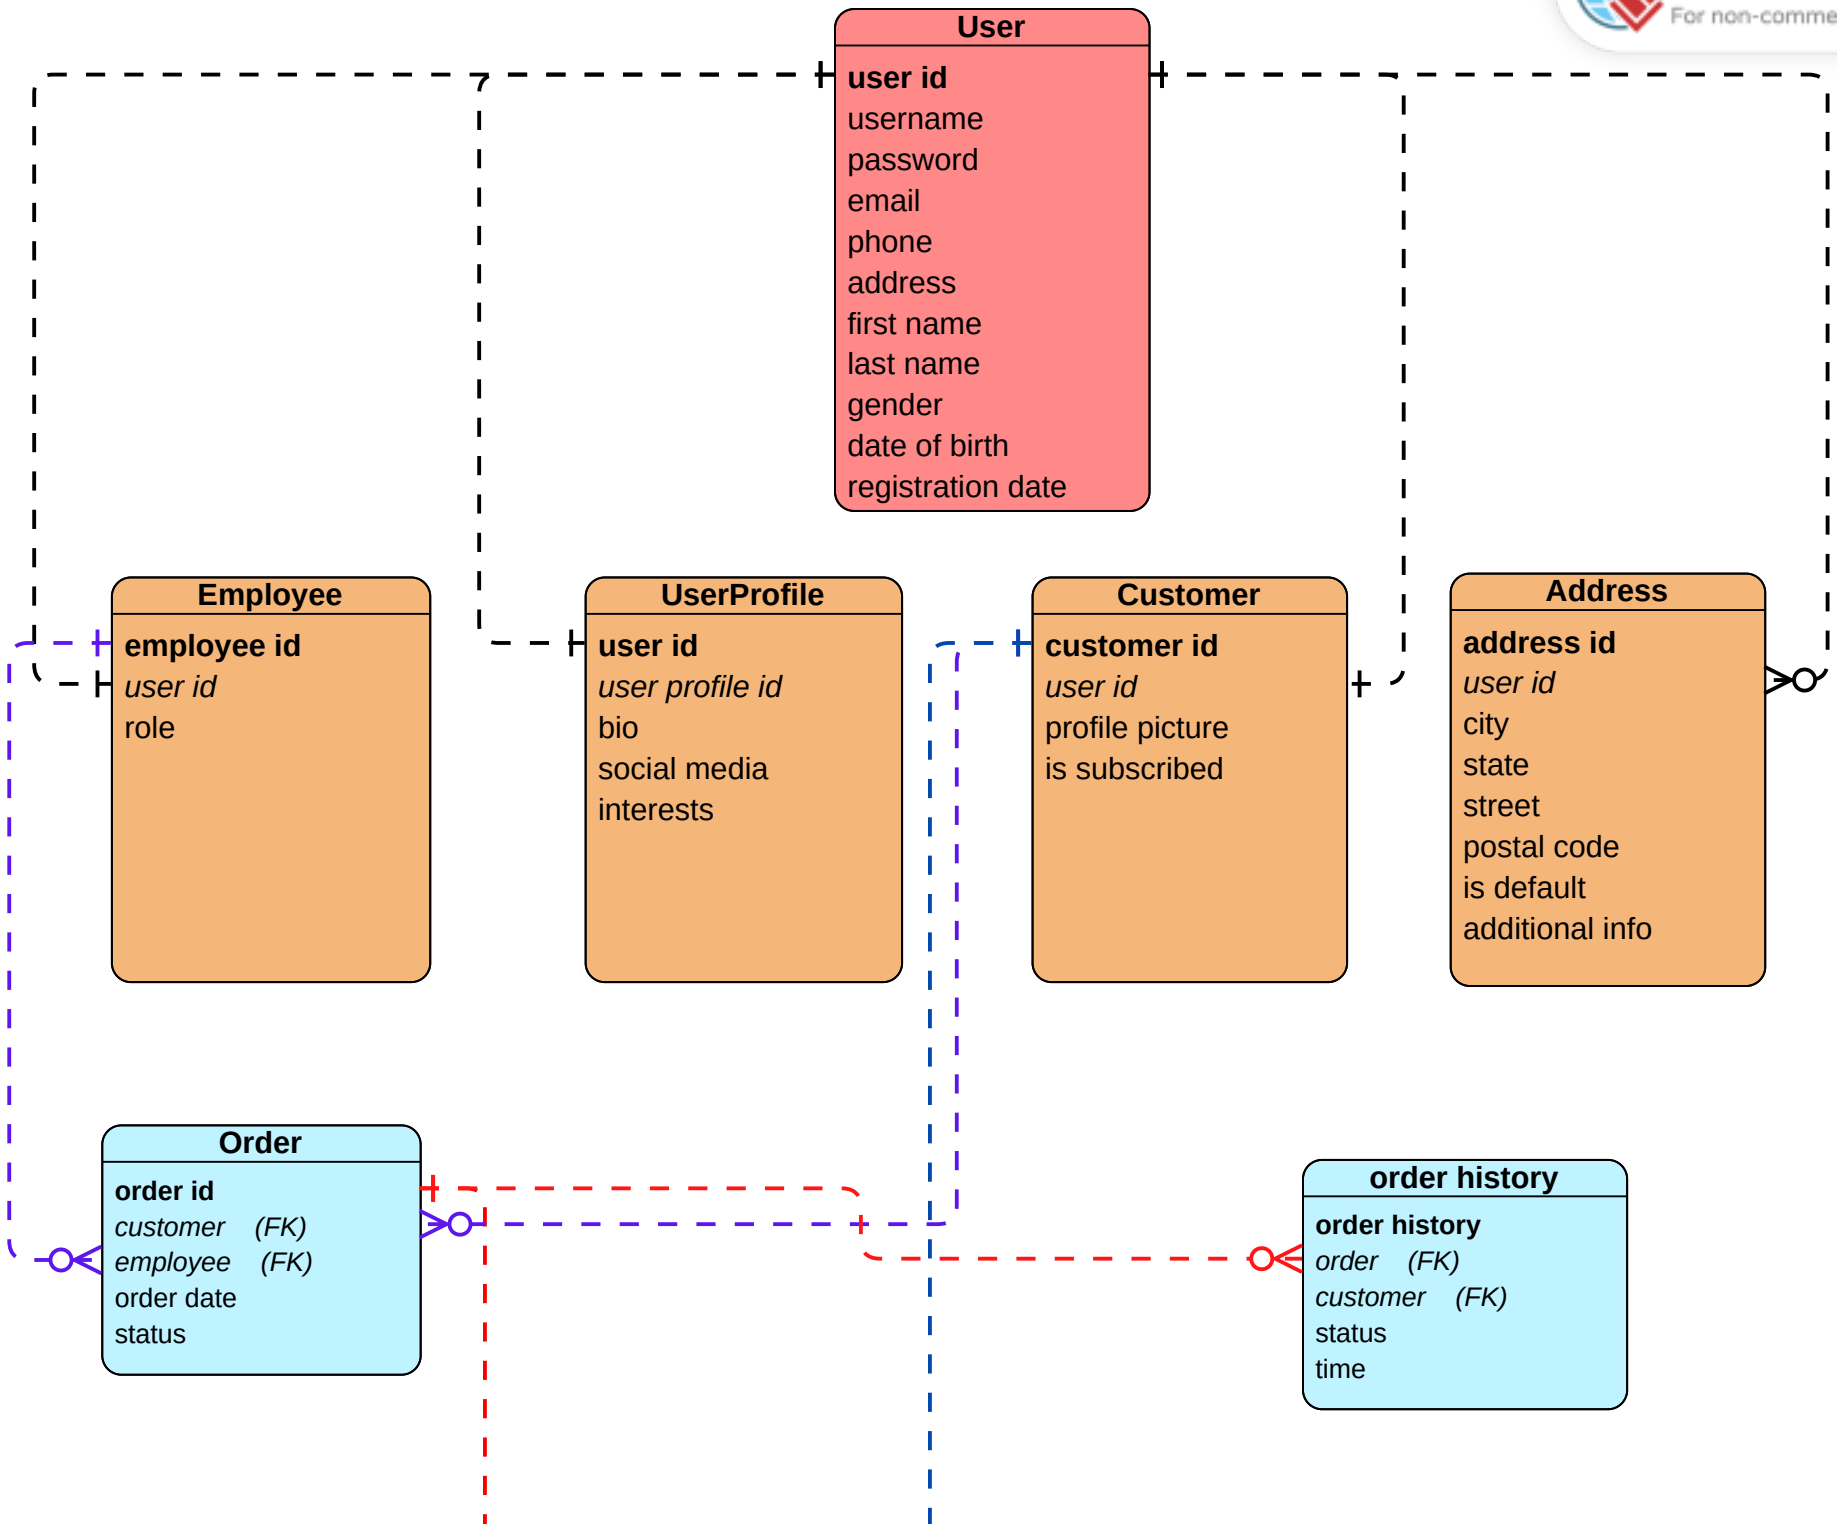 For non-comme
User
user id
username
password
email
phone
address
first name
last name
gender
date of birth
registration date
Employee
employee id
user id
role
UserProfile
user id
user profile id
bio
social media
interests
Customer
customer id
user id
profile picture
is subscribed
Address
address id
user id
city
state
street
postal code
is default
additional info
Order
order id
customer (FK)
employee (FK)
order date
status
order history
order history
order (FK)
customer (FK)
status
time